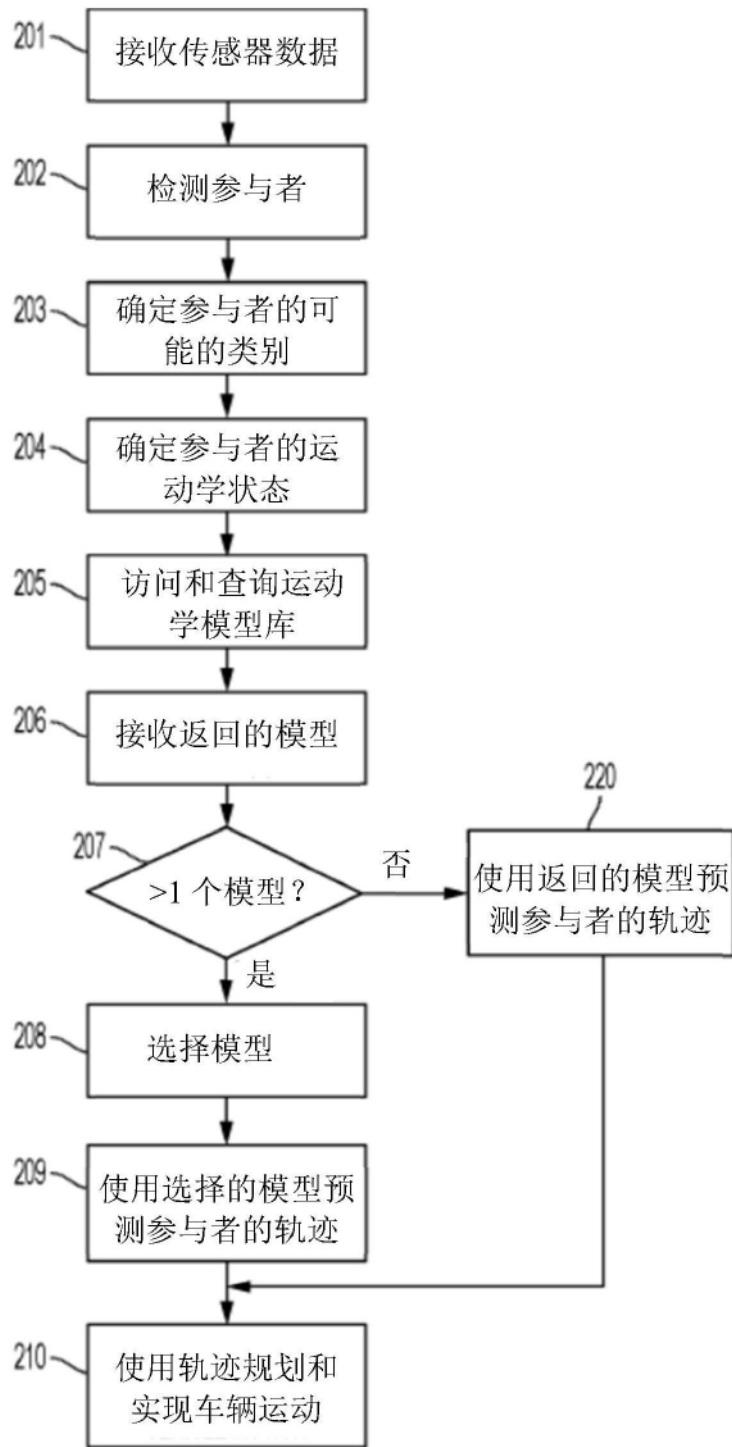 201
接收传感器数据
202
检测参与者
203
确定参与者的可
能的类别
204
确定参与者的运
动学状态
205
访问和查询运动
学模型库
206
接收返回的模型
207
>1 个模型?
否
220
使用返回的模型预
测参与者的轨迹
是
208
选择模型
209
使用选择的模型预
测参与者的轨迹
210
使用轨迹规划和
实现车辆运动